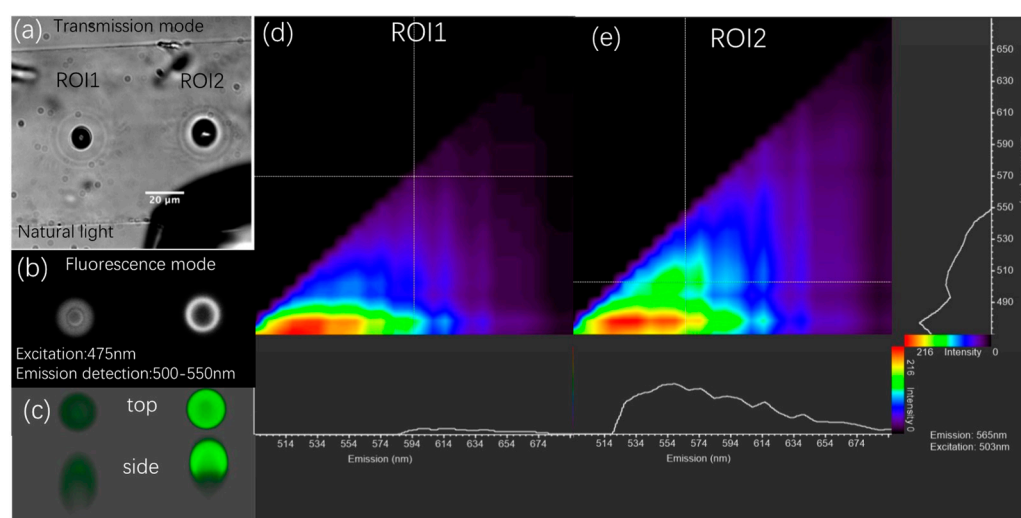 (a) Transmission mode
ROI1 ROI2
20 μm
Natural light
(b) Fluorescence mode
Excitation:475nm
Emission detection:500-550nm
(c) top
side
(d) ROI1
(e) ROI2
650
630
610
590
570
550
530
510
490
216 Intensity 0
216 Intensity 0
514 534 554 574 594 614 634 654 674
Emission (nm)
514 534 554 574 594 614 634 654 674
Emission (nm)
Emission: 565nm
Excitation: 503nm